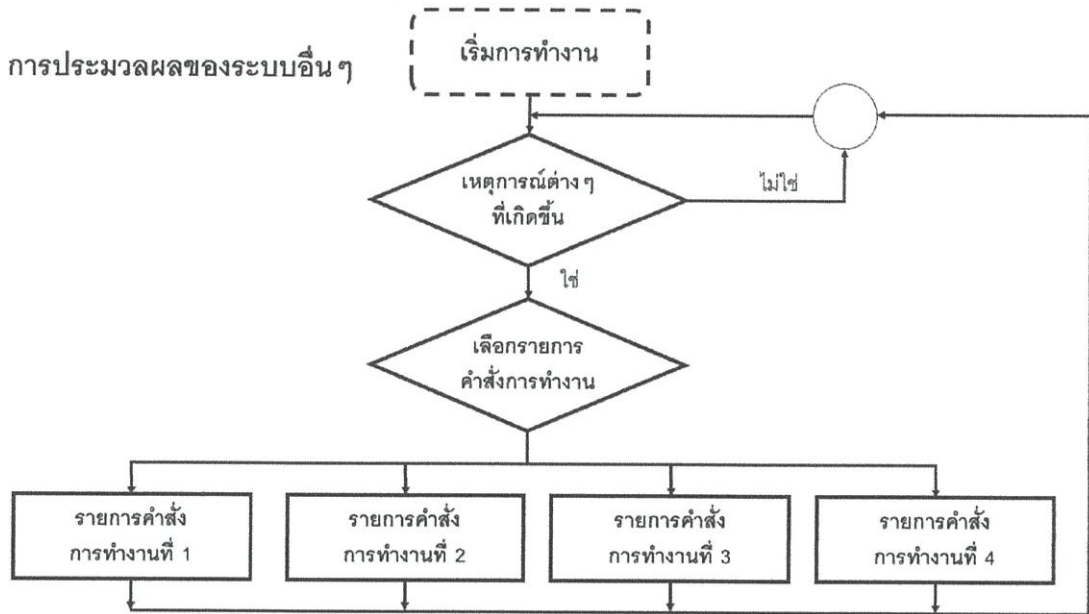 เริ่มการทำงาน
การประมวลผลของระบบอื่น ๆ
เหตุการณ์ต่าง ๆ
ที่เกิดขึ้น
ไม่ใช่
ใช่
เลือกรายการ
คำสั่งการทำงาน
รายการคำสั่ง
การทำงานที่ 1
รายการคำสั่ง
การทำงานที่ 2
รายการคำสั่ง
การทำงานที่ 3
รายการคำสั่ง
การทำงานที่ 4